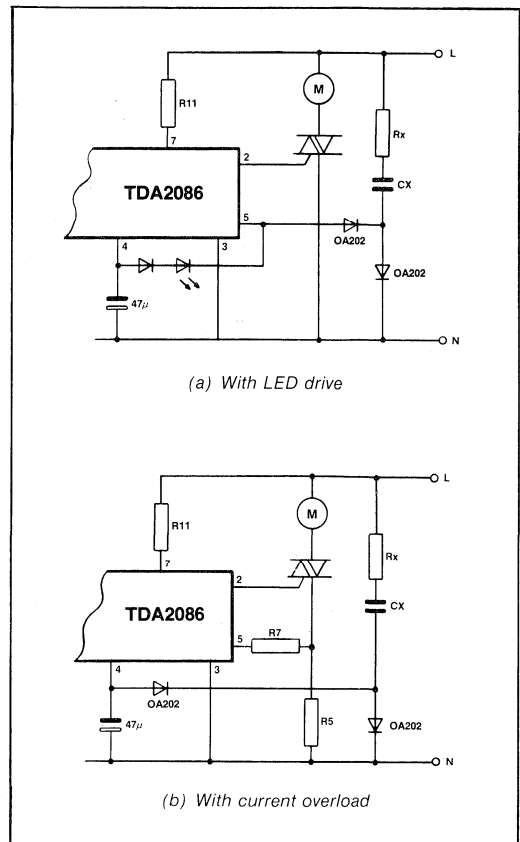 L
R11
M
Rx
7
2
CX
TDA2086
5
OA202
4
3
OA202
47μ
N
(a) With LED drive
L
R11
M
Rx
7
2
CX
TDA2086
R7
5
4
3
OA202
R5
OA202
47μ
N
(b) With current overload